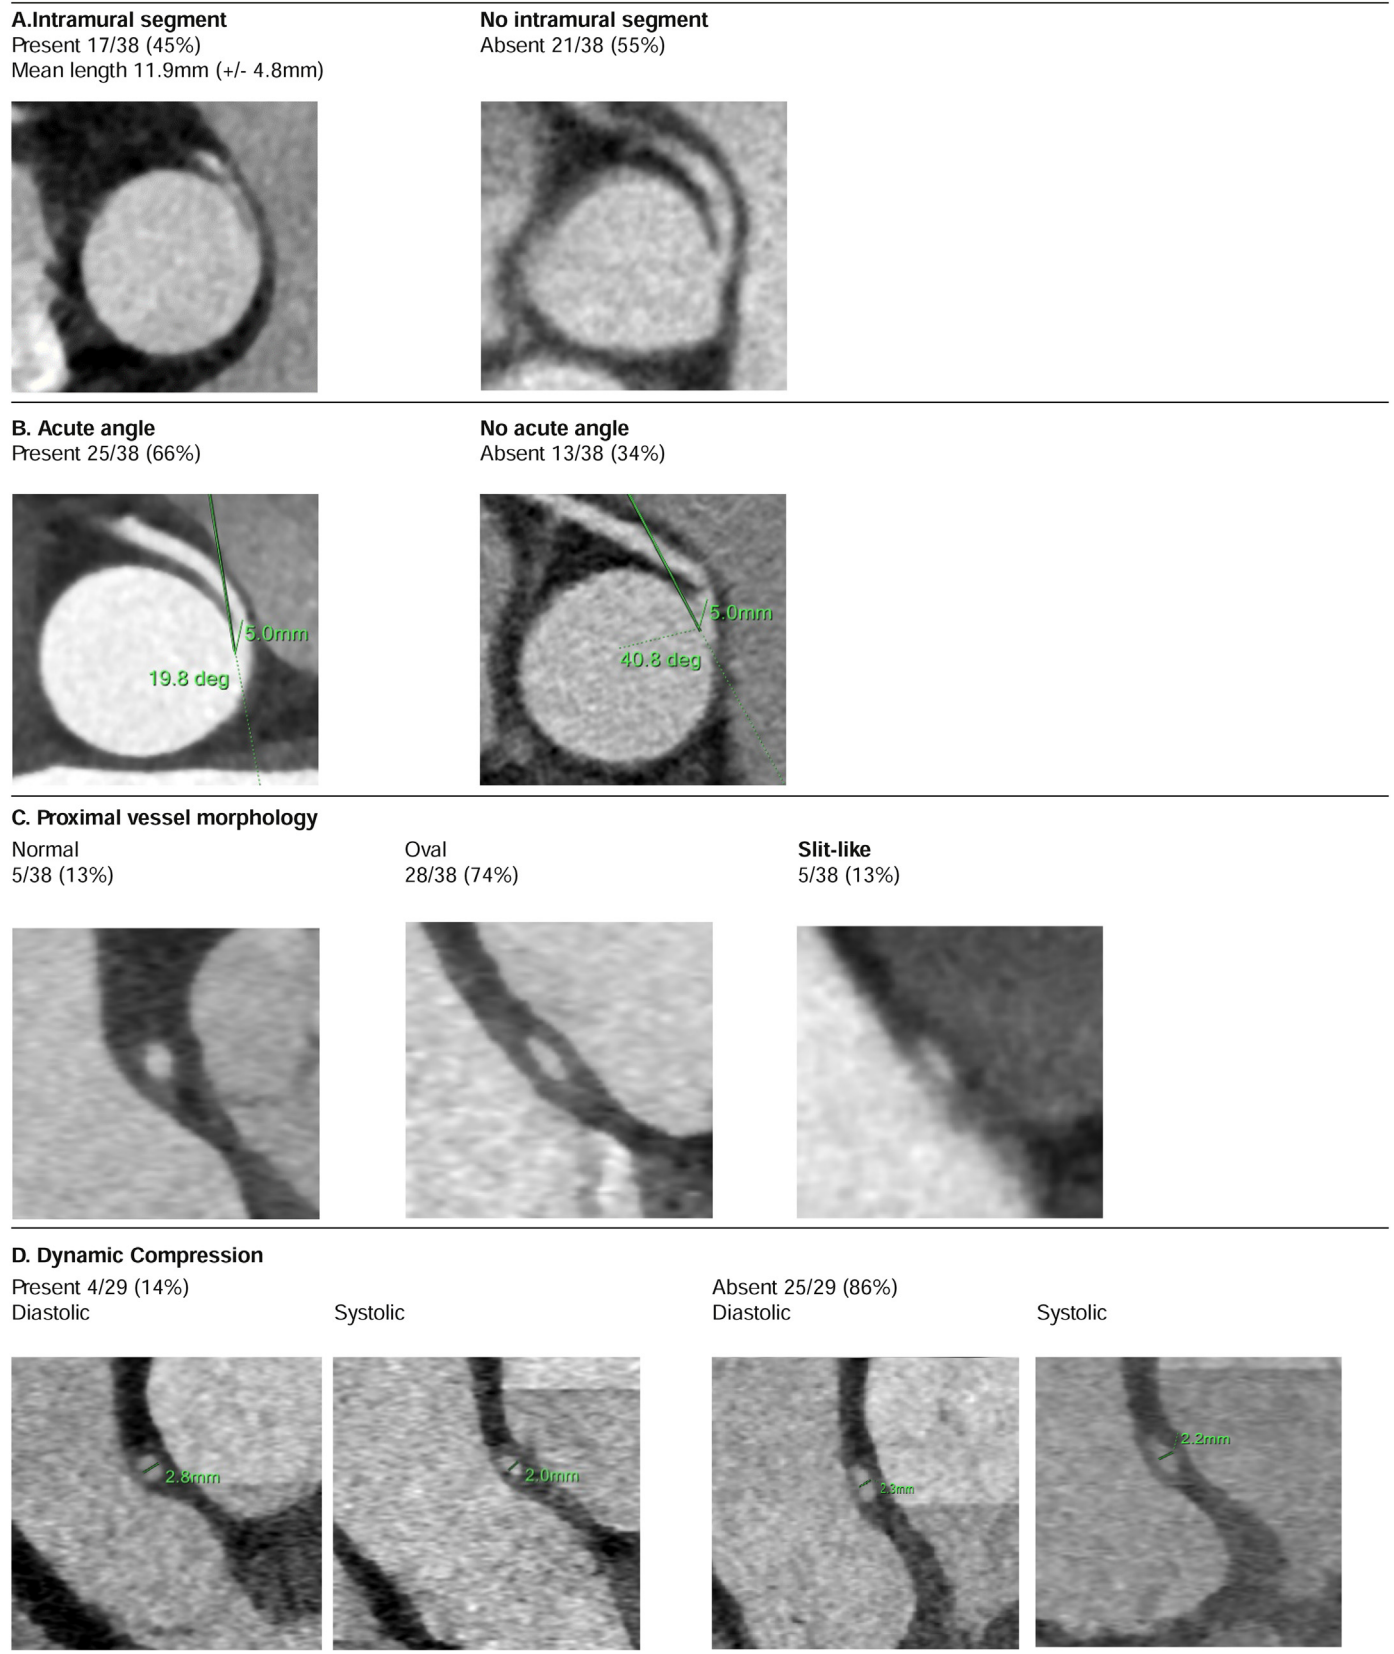 A.Intramural segment
Present 17/38 (45%)
Mean length 11.9mm (+/- 4.8mm)
No intramural segment
Absent 21/38 (55%)
B. Acute angle
Present 25/38 (66%)
No acute angle
Absent 13/38 (34%)
5.0mm
19.8 deg
5.0mm
40.8 deg
C. Proximal vessel morphology
Normal
5/38 (13%)
Oval
28/38 (74%)
Slit-like
5/38 (13%)
D. Dynamic Compression
Present 4/29 (14%)
Diastolic
Systolic
Absent 25/29 (86%)
Diastolic
Systolic
2.8mm
2.0mm
2.3mm
2.2mm